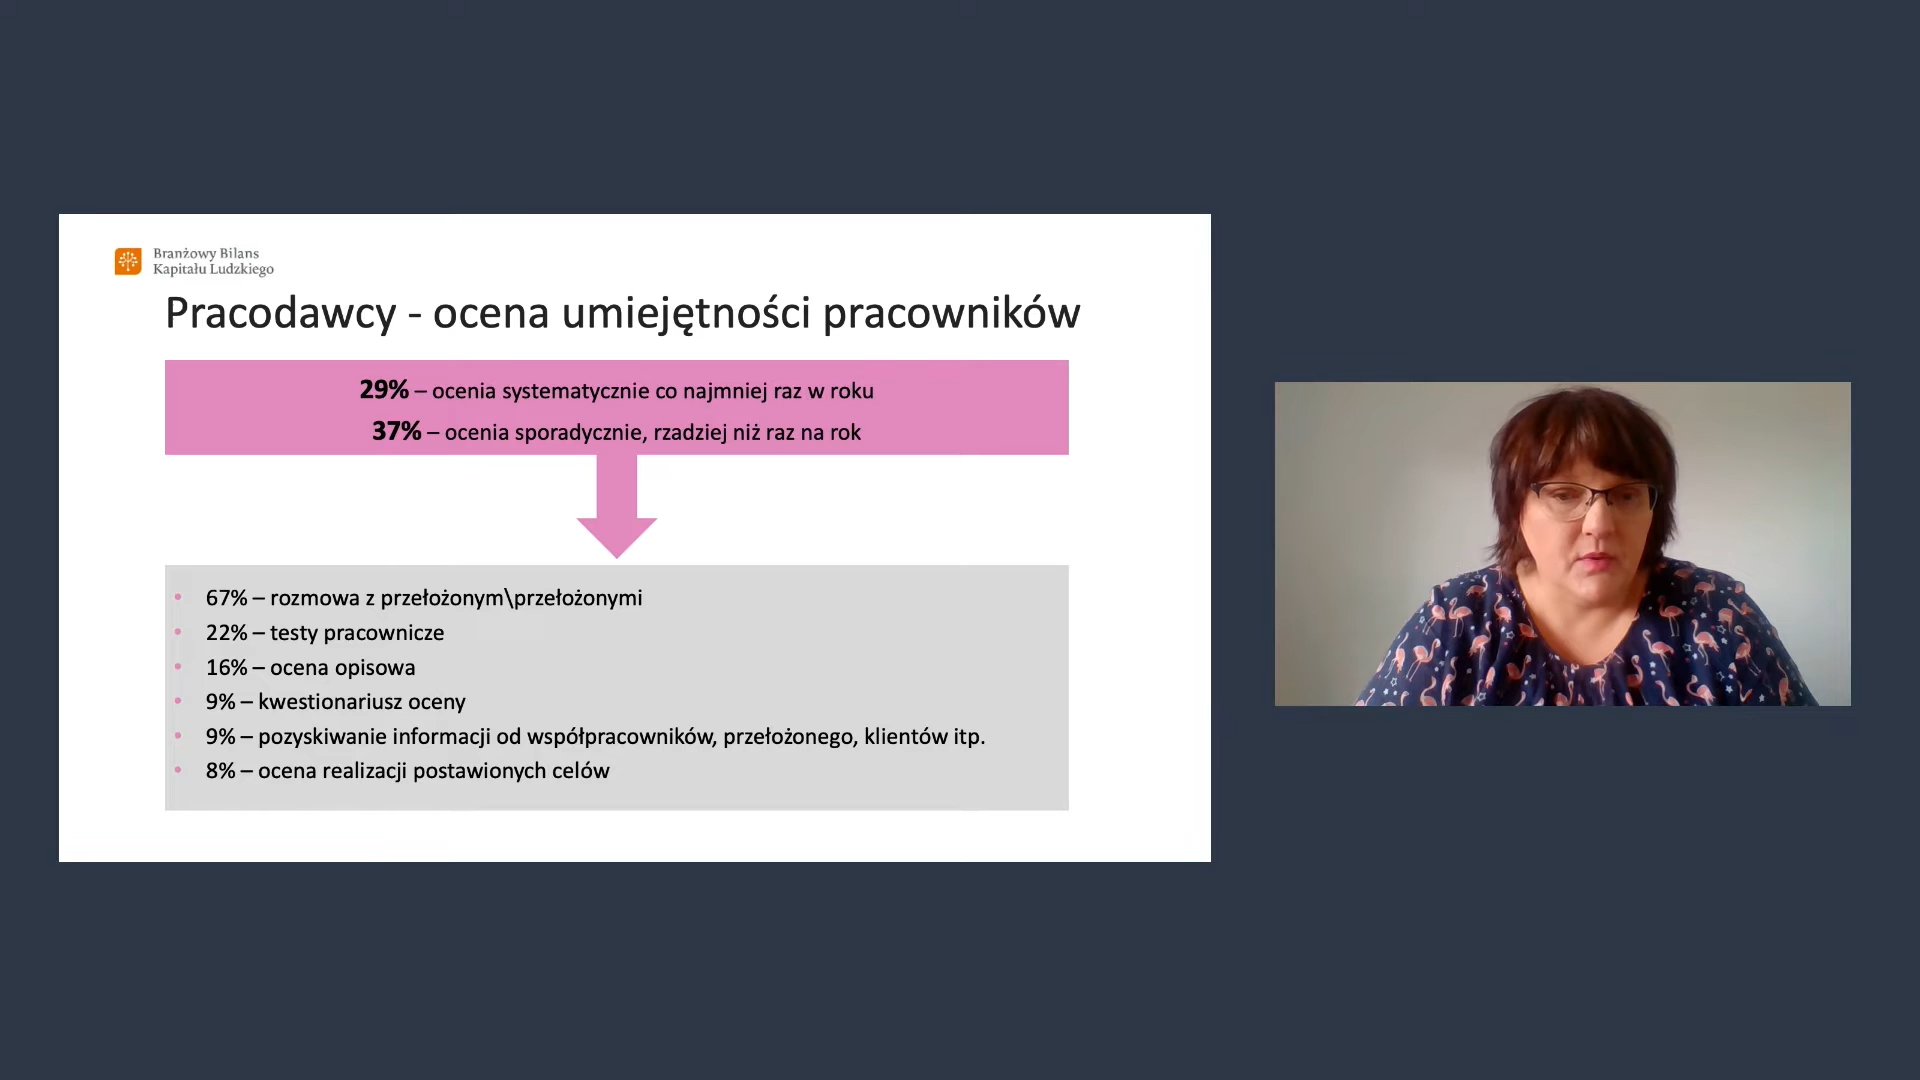 Branżowy Bilans
Kapitału Ludzkiego
Pracodawcy - ocena umiejętności pracowników
29% – ocenia systematycznie co najmniej raz w roku
37% – ocenia sporadycznie, rzadziej niż raz na rok
• 67% – rozmowa z przełożonym\przełożonymi
• 22% – testy pracownicze
• 16% – ocena opisowa
• 9% – kwestionariusz oceny
• 9% – pozyskiwanie informacji od współpracowników, przełożonego, klientów itp.
• 8% – ocena realizacji postawionych celów